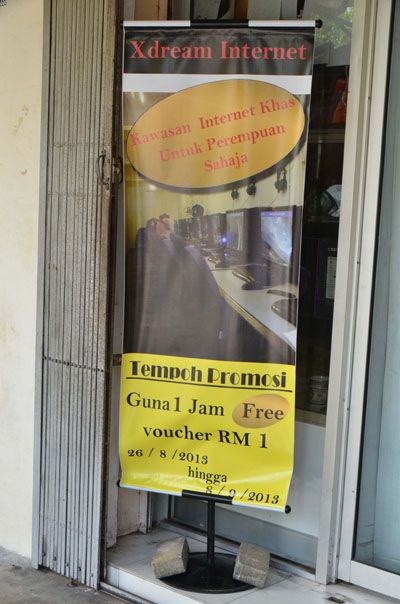 Xdream Internet
Kawasan Internet Khas
Untuk Perempuan
Sahaja
Tempoh Promosi
Guna 1 Jam Free
voucher RM 1
26 / 8 / 2013
hingga
8 / 9 / 2013